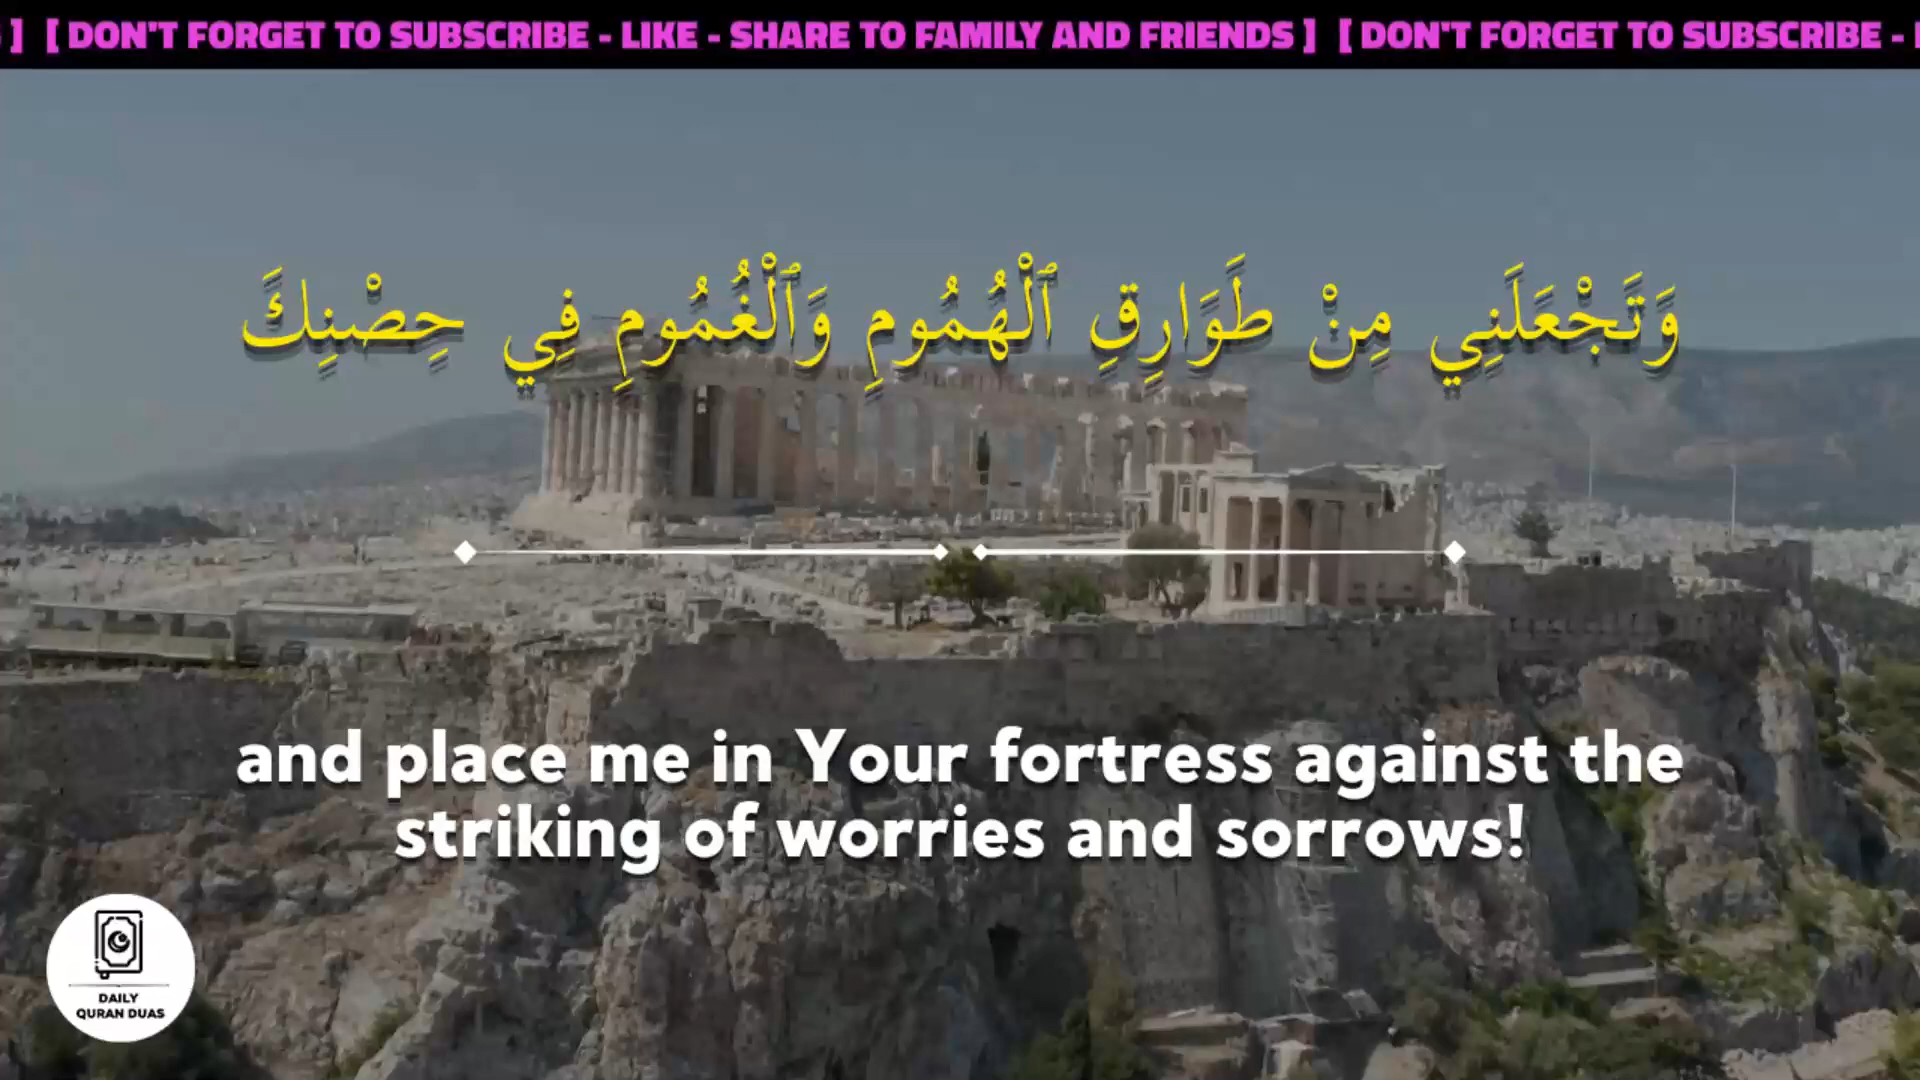 ] [ DON'T FORGET TO SUBSCRIBE - LIKE - SHARE TO FAMILY AND FRIENDS ] [ DON'T FORGET TO SUBSCRIBE -
وَتَجْعَلَنِي مِنْ طَوَارِقِ ٱلْهُمُومِ وَٱلْغُمُومِ فِي حِصْنِكَ
and place me in Your fortress against the
striking of worries and sorrows!
DAILY
QURAN DUAS